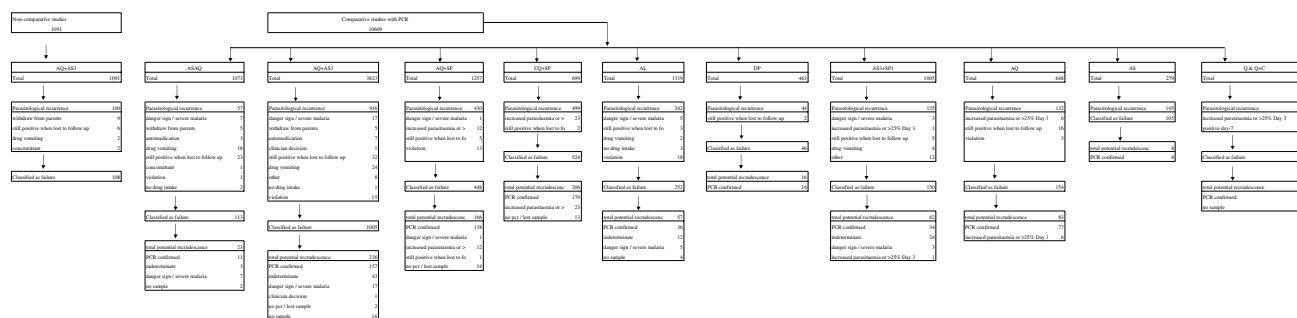 Non-comparative studies
1091
Comparative studies with PCR
10609
AQ+AS3
Total 1091
Parasitological recurrence 100
withdraw from parents 9
still positive when lost to follow up 6
drug vomiting 2
concomittant 2
Classified as failure 108
ASAQ
Total 1073
Parasitological recurrence 57
danger sign / severe malaria 7
withdraw from parents 5
automedication 3
drug vomiting 18
still positive when lost to follow up 23
concomittant 1
violation 1
no drug intake 2
Classified as failure 113
total potential recrudescence 23
PCR confirmed 11
indeterminate 3
danger sign / severe malaria 7
no sample 2
AQ+AS3
Total 3823
Parasitological recurrence 916
danger sign / severe malaria 17
withdraw from parents 5
automedication 7
clinician decision 1
still positive when lost to follow up 32
drug vomiting 24
other 8
no drug intake 1
violation 15
Classified as failure 1005
total potential recrudescence 236
PCR confirmed 157
indeterminate 43
danger sign / severe malaria 17
clinician decision 1
no pcr / lost sample 2
no sample 16
AQ+SP
Total 1257
Parasitological recurrence 430
danger sign / severe malaria 1
increased parasitaemia or > 12
still positive when lost to fo 5
violation 13
Classified as failure 448
total potential recrudescenc 166
PCR confirmed 138
danger sign / severe malaria 1
increased parasitaemia or > 12
still positive when lost to fo 1
no pcr / lost sample 14
CQ+SP
Total 699
Parasitological recurrence 499
increased parasitaemia or > 23
still positive when lost to fo 2
Classified as failure 524
total potential recrudescenc 206
PCR confirmed 170
increased parasitaemia or > 23
no pcr / lost sample 13
AL
Total 1319
Parasitological recurrence 242
danger sign / severe malaria 5
still positive when lost to fo 3
drug vomiting 2
no drug intake 3
violation 18
Classified as failure 252
total potential recrudescenc 57
PCR confirmed 36
indeterminate 12
danger sign / severe malaria 5
no sample 4
DP
Total 463
Parasitological recurrence 44
still positive when lost to follow up 2
Classified as failure 46
total potential recrudescence 16
PCR confirmed 16
AS3+SP1
Total 1005
Parasitological recurrence 125
danger sign / severe malaria 3
increased parasitaemia or >25% Day 3 1
still positive when lost to follow up 5
drug vomiting 4
other 12
Classified as failure 150
total potential recrudescence 62
PCR confirmed 34
indeterminate 24
danger sign / severe malaria 3
increased parasitaemia or >25% Day 3 1
AQ
Total 648
Parasitological recurrence 132
increased parasitaemia or >25% Day 3 6
still positive when lost to follow up 16
violation 3
Classified as failure 154
total potential recrudescence 83
PCR confirmed 77
increased parasitaemia or >25% Day 3 6
AS
Total 279
Parasitological recurrence 105
Classified as failure 105
total potential recrudescenc 8
PCR confirmed 8
Q & Q+C
Total
Parasitological recurrence
increased parasitaemia or >25% Day 3
positive day-7
Classified as failure
total potential recrudescence
PCR confirmed
no sample